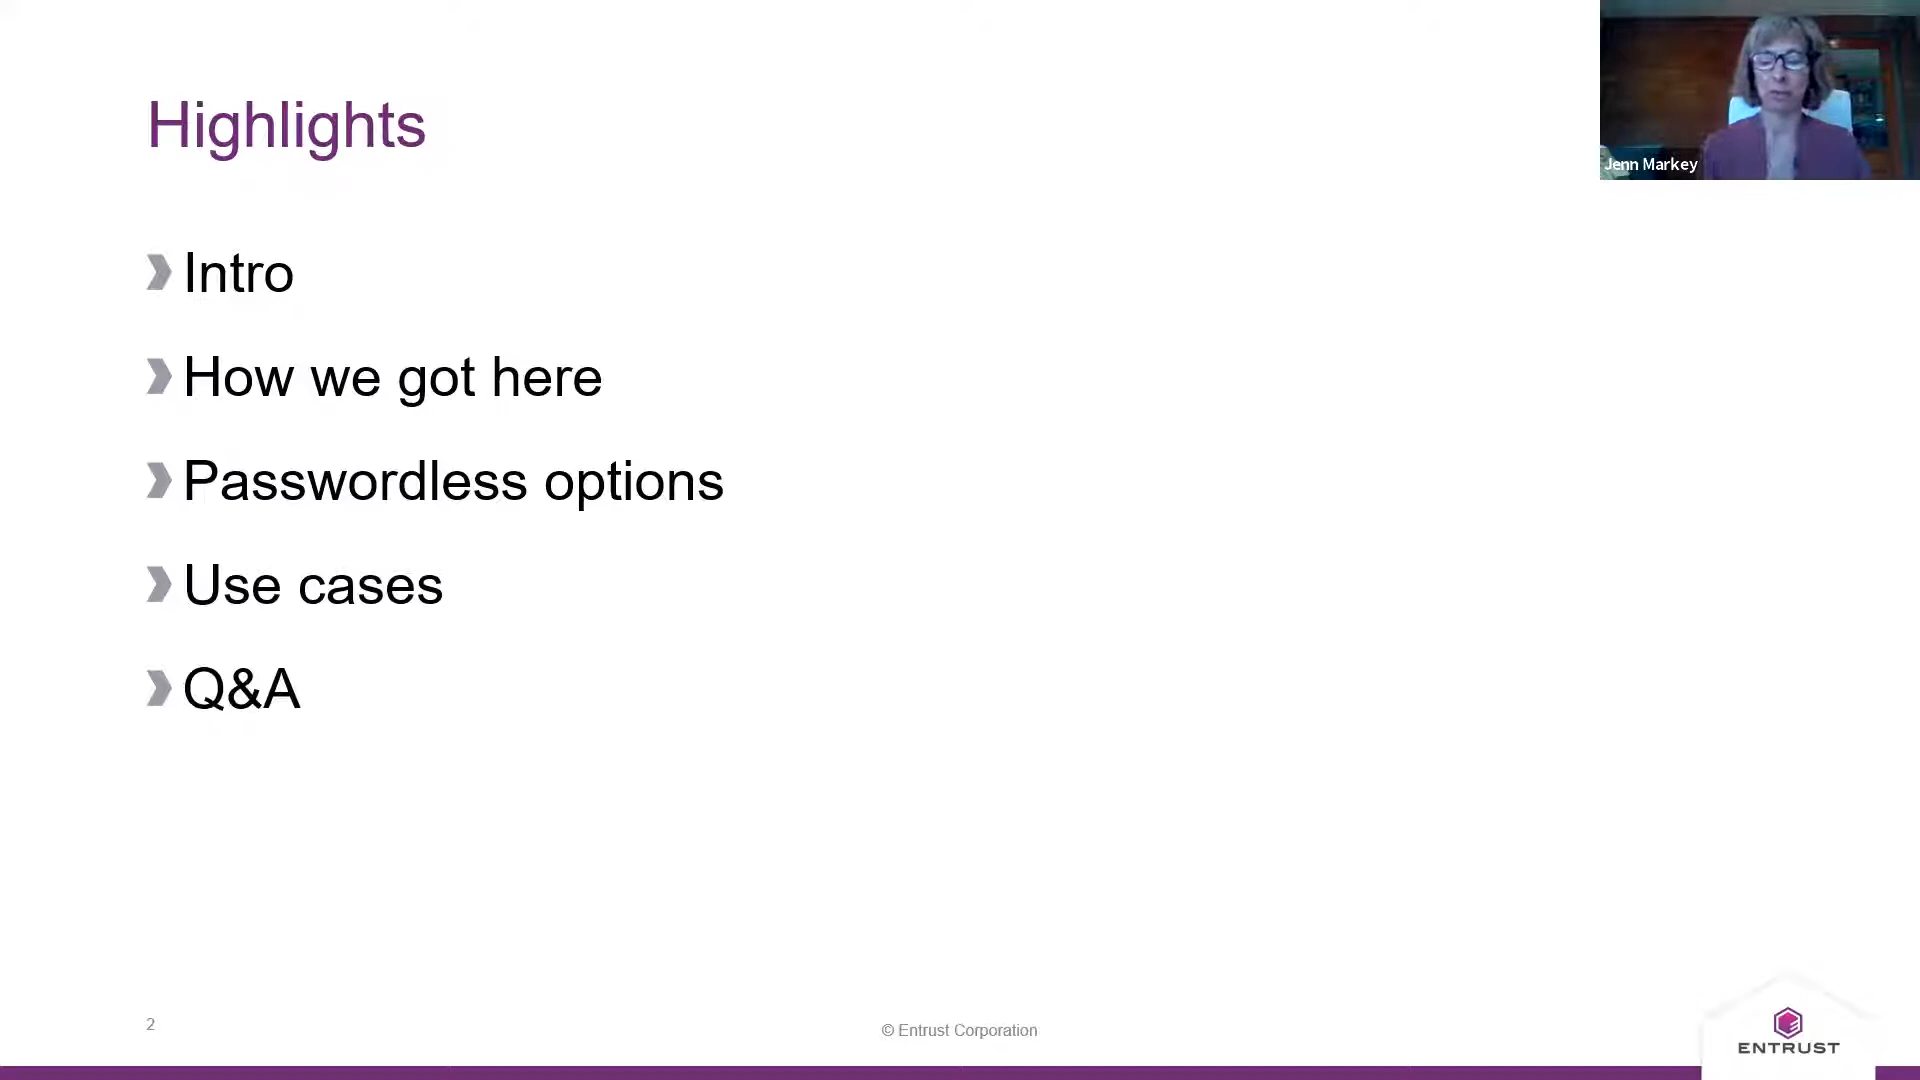 Highlights
Jenn Markey
Intro
How we got here
Passwordless options
Use cases
Q&A
2
© Entrust Corporation
ENTRUST